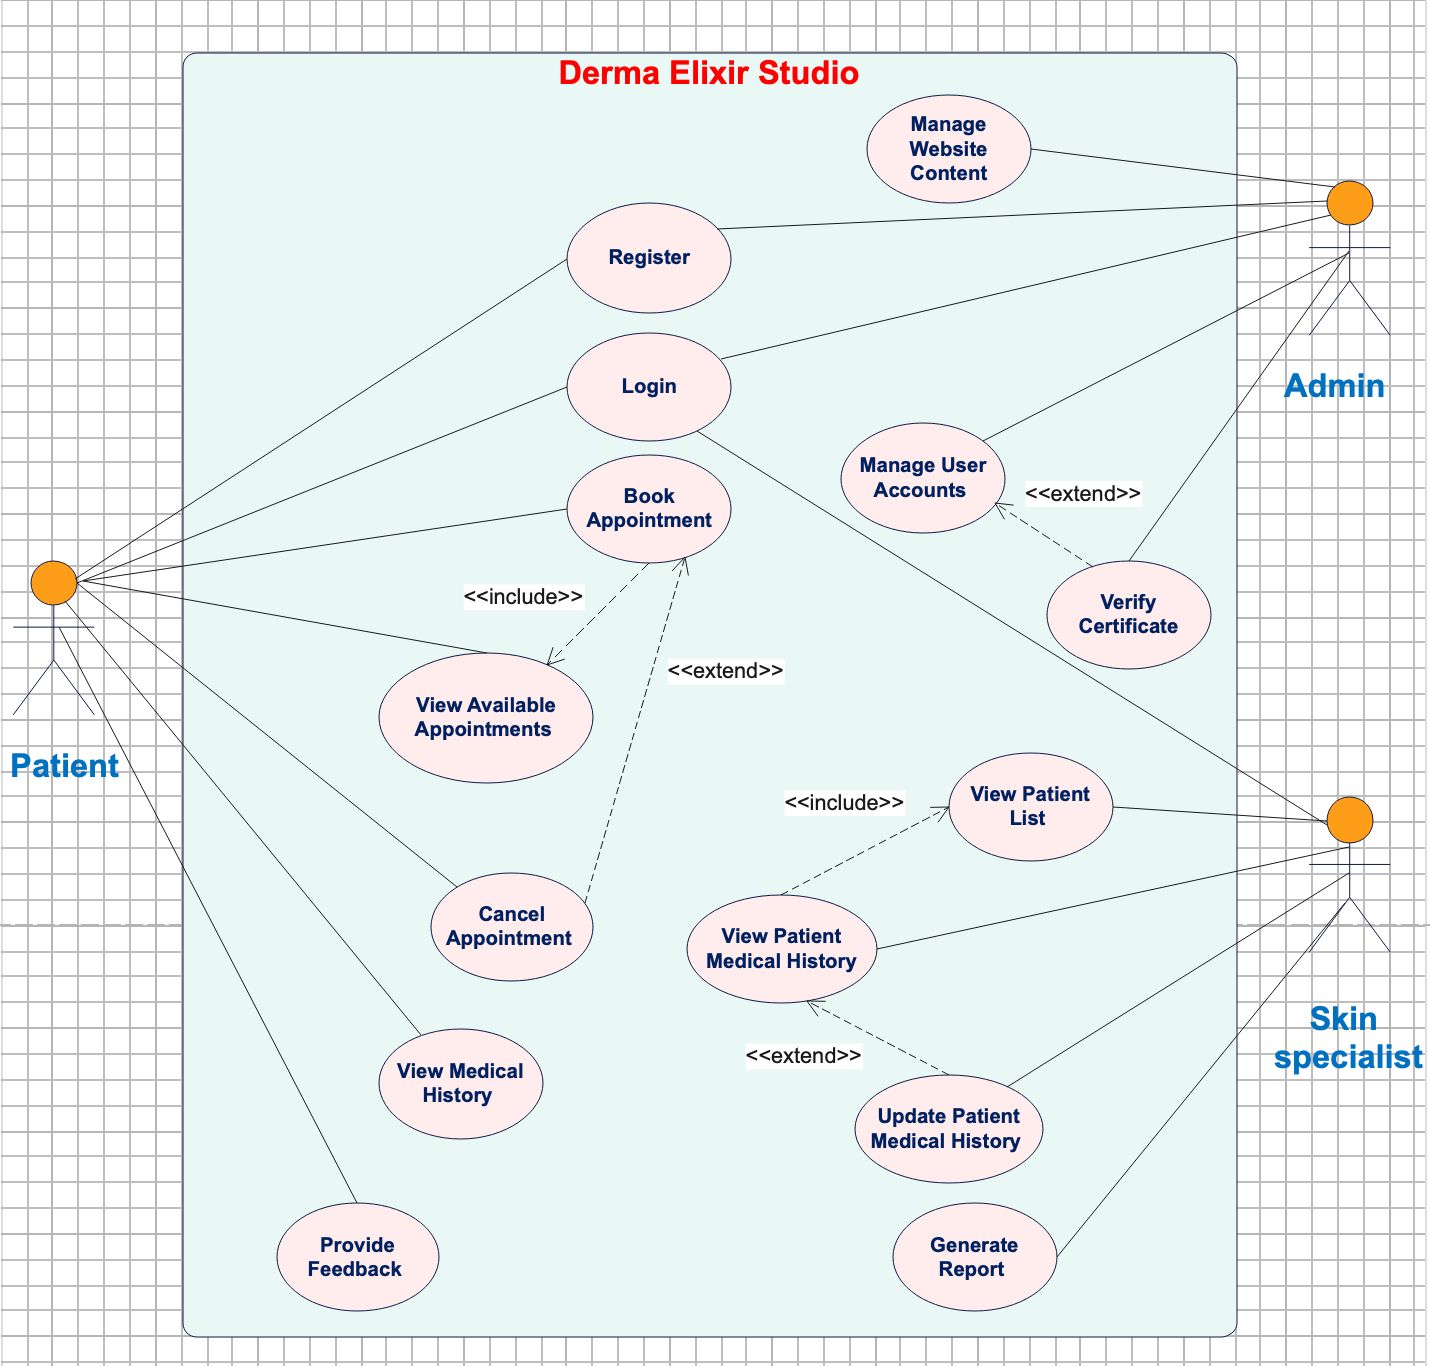 Derma Elixir Studio
Manage
Website
Content
Register
Admin
Login
Manage User
Accounts
<<extend>>
Book
Appointment
<<include>>
Verify
Certificate
<<extend>>
View Available
Appointments
Patient
View Patient
List
<<include>>
Cancel
Appointment
View Patient
Medical History
Skin
specialist
<<extend>>
View Medical
History
Update Patient
Medical History
Provide
Feedback
Generate
Report